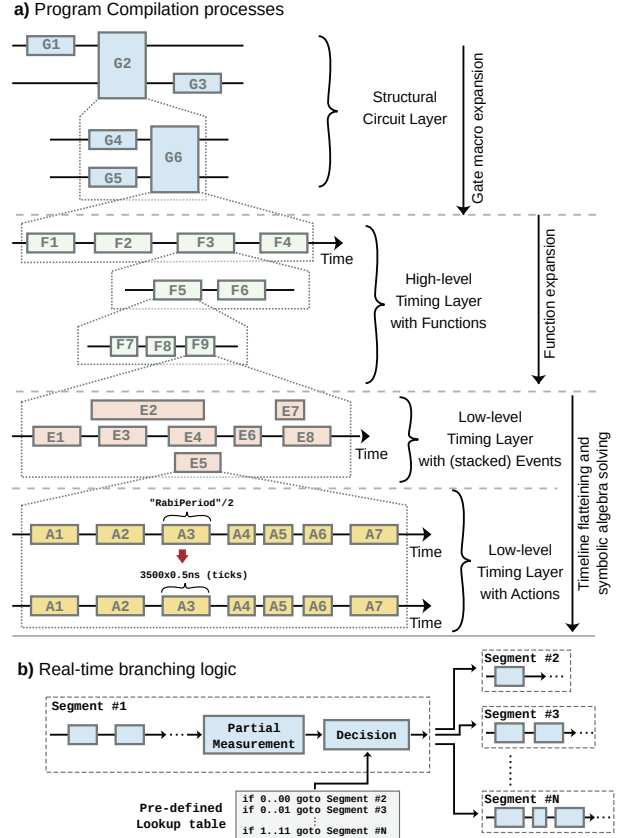 a) Program Compilation processes
G1
G2
G3
G4
G5
G6
Structural
Circuit Layer
Gate macro expansion
F1 F2 F3 F4
Time
F5 F6
F7 F8 F9
High-level
Timing Layer
with Functions
Function expansion
E2 E7
E1 E3 E4 E6 E8
E5
Time
Low-level
Timing Layer
with (stacked) Events
"RabiPeriod"/2
A1 A2 A3 A4 A5 A6 A7
Time
3500x0.5ns (ticks)
A1 A2 A3 A4 A5 A6 A7
Time
Low-level
Timing Layer
with Actions
Timeline flatteining and
symbolic algebra solving
b) Real-time branching logic
Segment #1
Partial
Measurement
Decision
Segment #2
Segment #3
Segment #N
Pre-defined
Lookup table
if 0..00 goto Segment #2
if 0..01 goto Segment #3
if 1..11 goto Segment #N